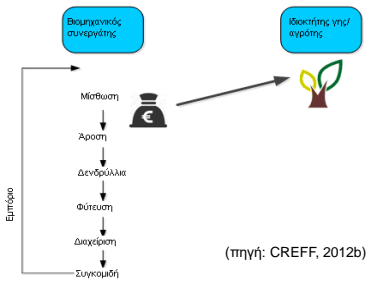 Βιομηχανικός
συνεργάτης
Ιδιοκτήτης γης/
αγρότης
Μίσθωση
€
Άροση
Δενδρύλλια
Φύτευση
Διαχείριση
Συγκομιδή
Εμπόριο
(πηγή: CREFF, 2012b)